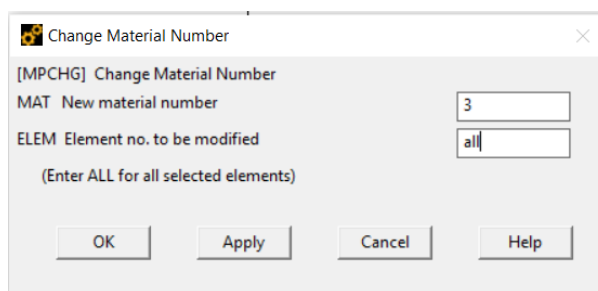 Change Material Number
[MPCHG] Change Material Number
MAT New material number 3
ELEM Element no. to be modified all
(Enter ALL for all selected elements)
OK Apply Cancel Help